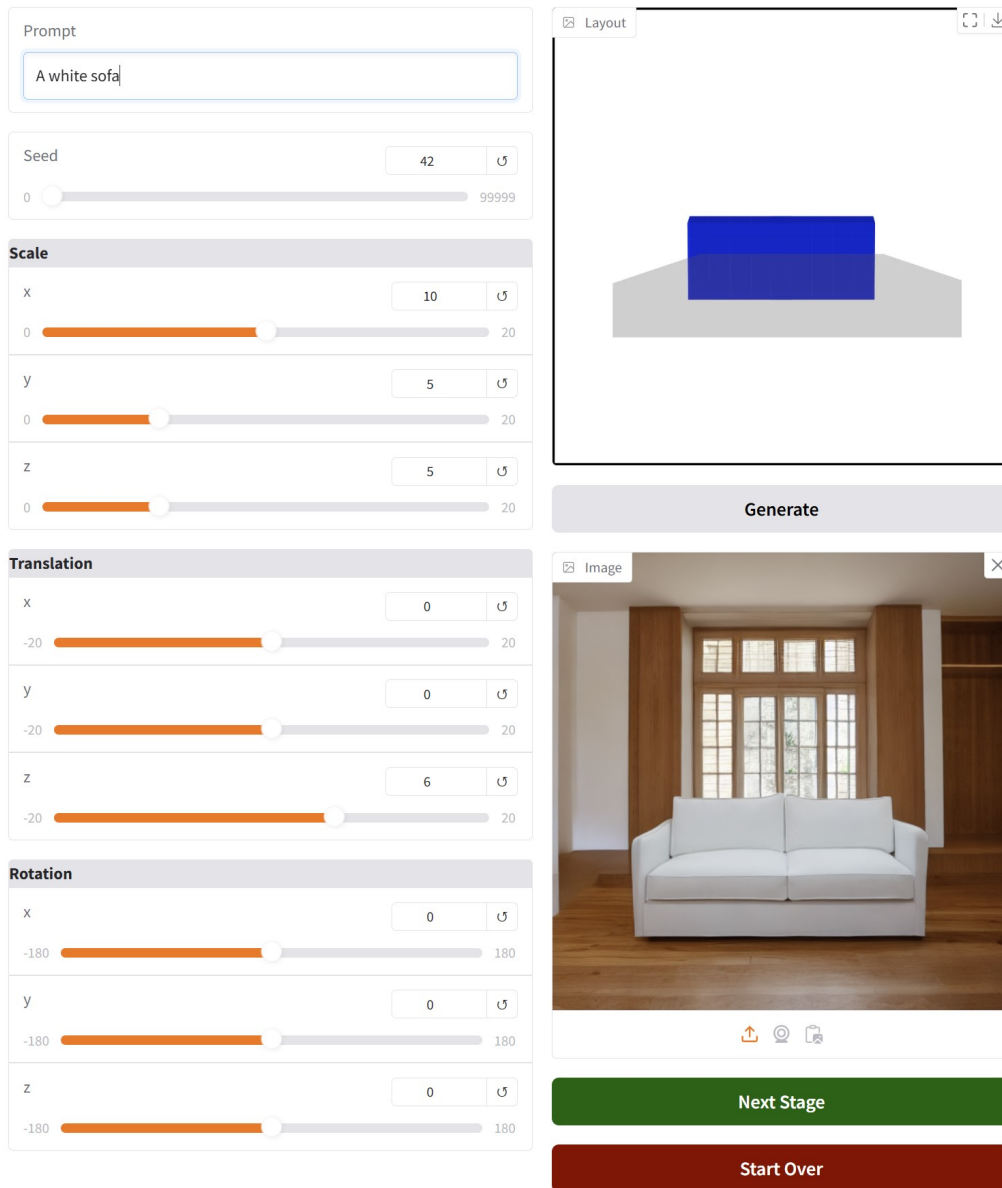 Prompt
A white sofa
Seed
42
0
99999
Scale
x
10
0
20
y
5
0
20
z
5
0
20
Translation
x
0
-20
20
y
0
-20
20
z
6
-20
20
Rotation
x
0
-180
180
y
0
-180
180
z
0
-180
180
Layout
Generate
Image
Next Stage
Start Over